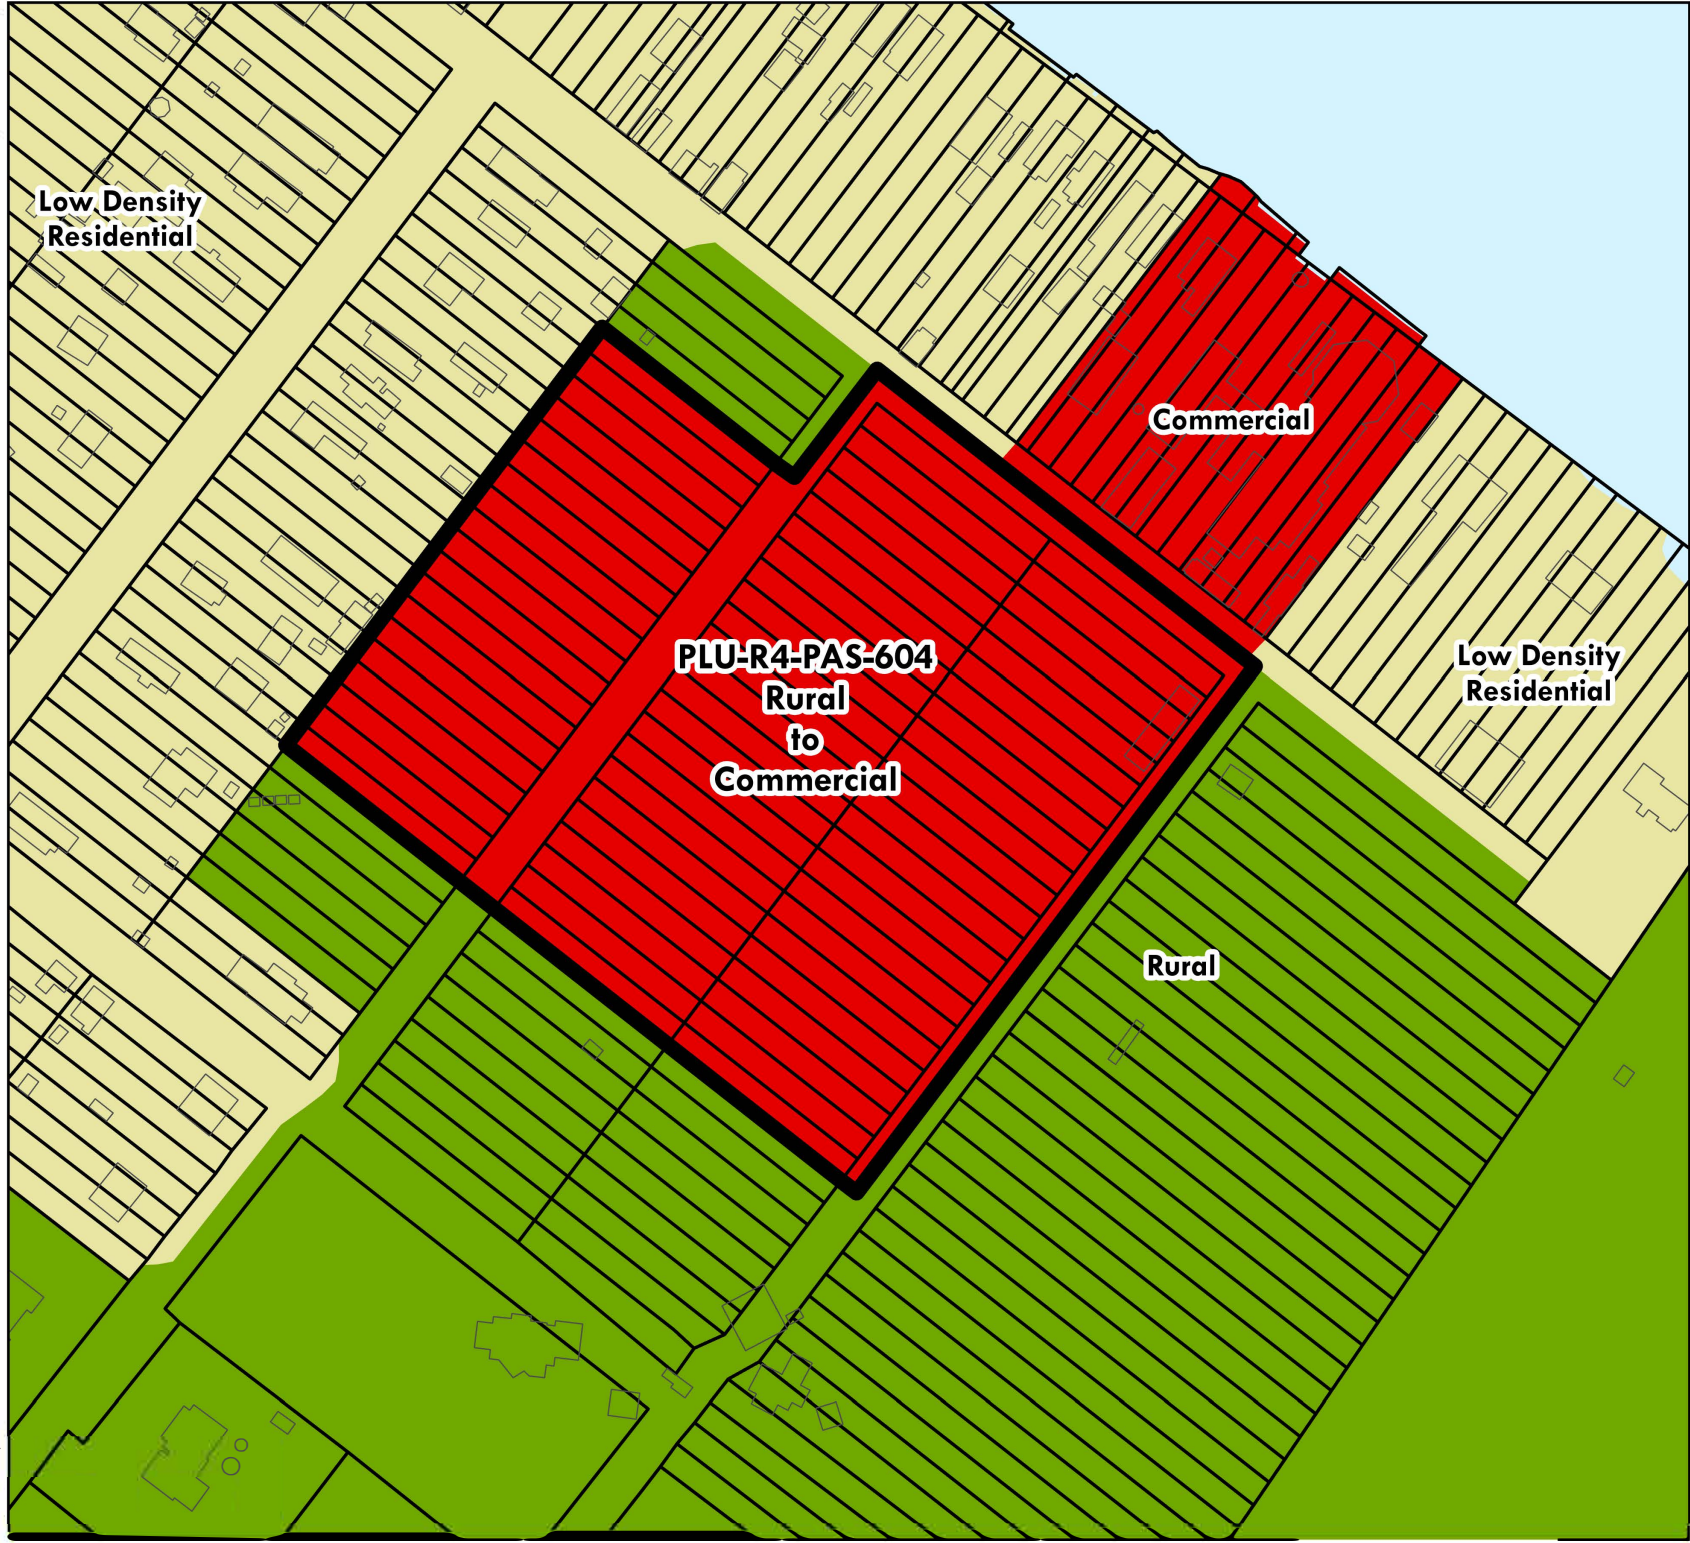 Low Density
Residential
Commercial
PLU-R4-PAS-604
Rural
to
Commercial
Low Density
Residential
Rural